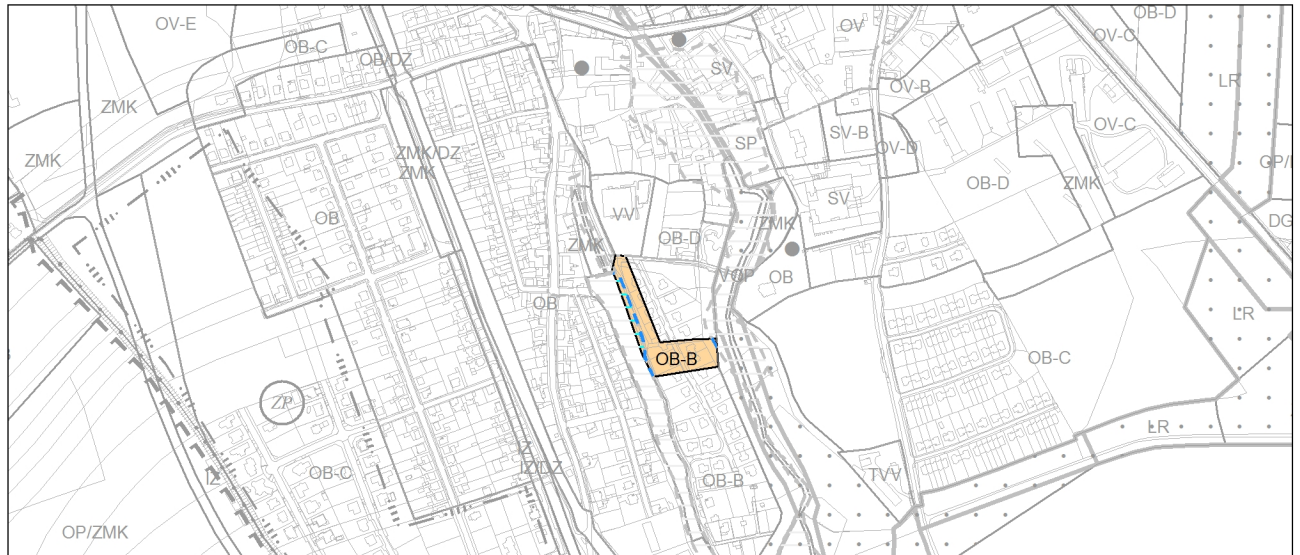 OV-E
OB-C
OB/DZ
OV
OB-D
OV-C
ZMK
SV
OV-B
LR
SV-B
OV-C
SP
OV-D
ZMK
ZMK/DZ
ZMK
OB-D
ZMK
OB
SV
VV
ZMK
DG
OB-D
ZMK
VOP
OB
OB
LR
OB-B
OB-C
ZP
LR
IZ
IZ/DZ
OB-C
IZ
OB-B
TVV
OP/ZMK